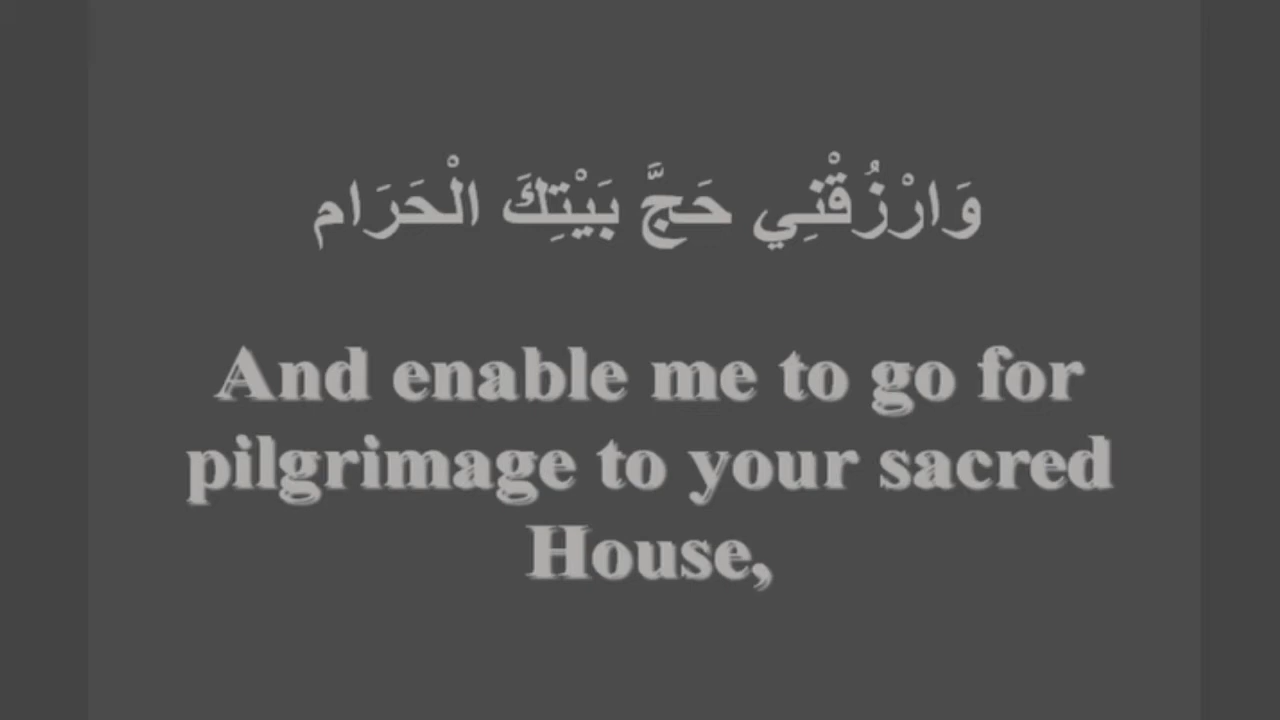 وَارْزُقْنِي حَجَّ بَيْتِكَ الْحَرَام
And enable me to go for
pilgrimage to your sacred
House,